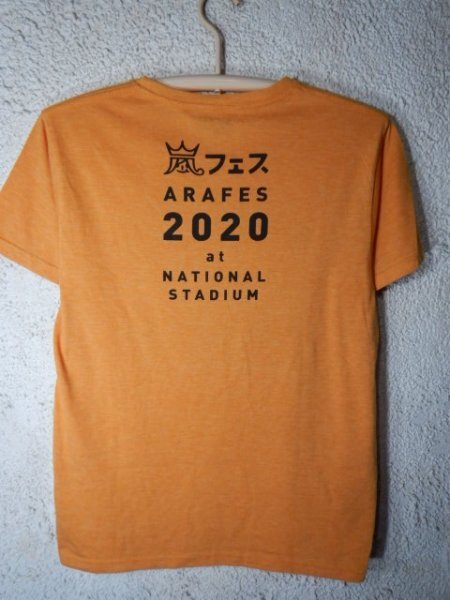 嵐フェス
ARAFES
2020
at
NATIONAL
STADIUM